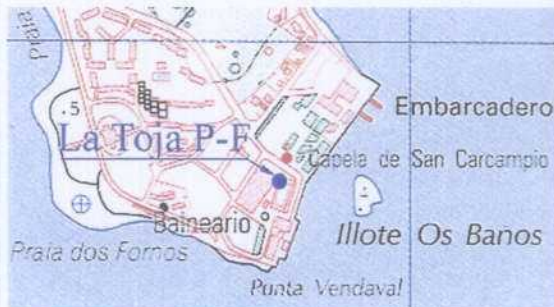 Praia
.5
Embarcadero
La Toja P-F
Capela de San Carcampio
Balneario
Illote Os Banos
Praia dos Fornos
Punta Vendaval